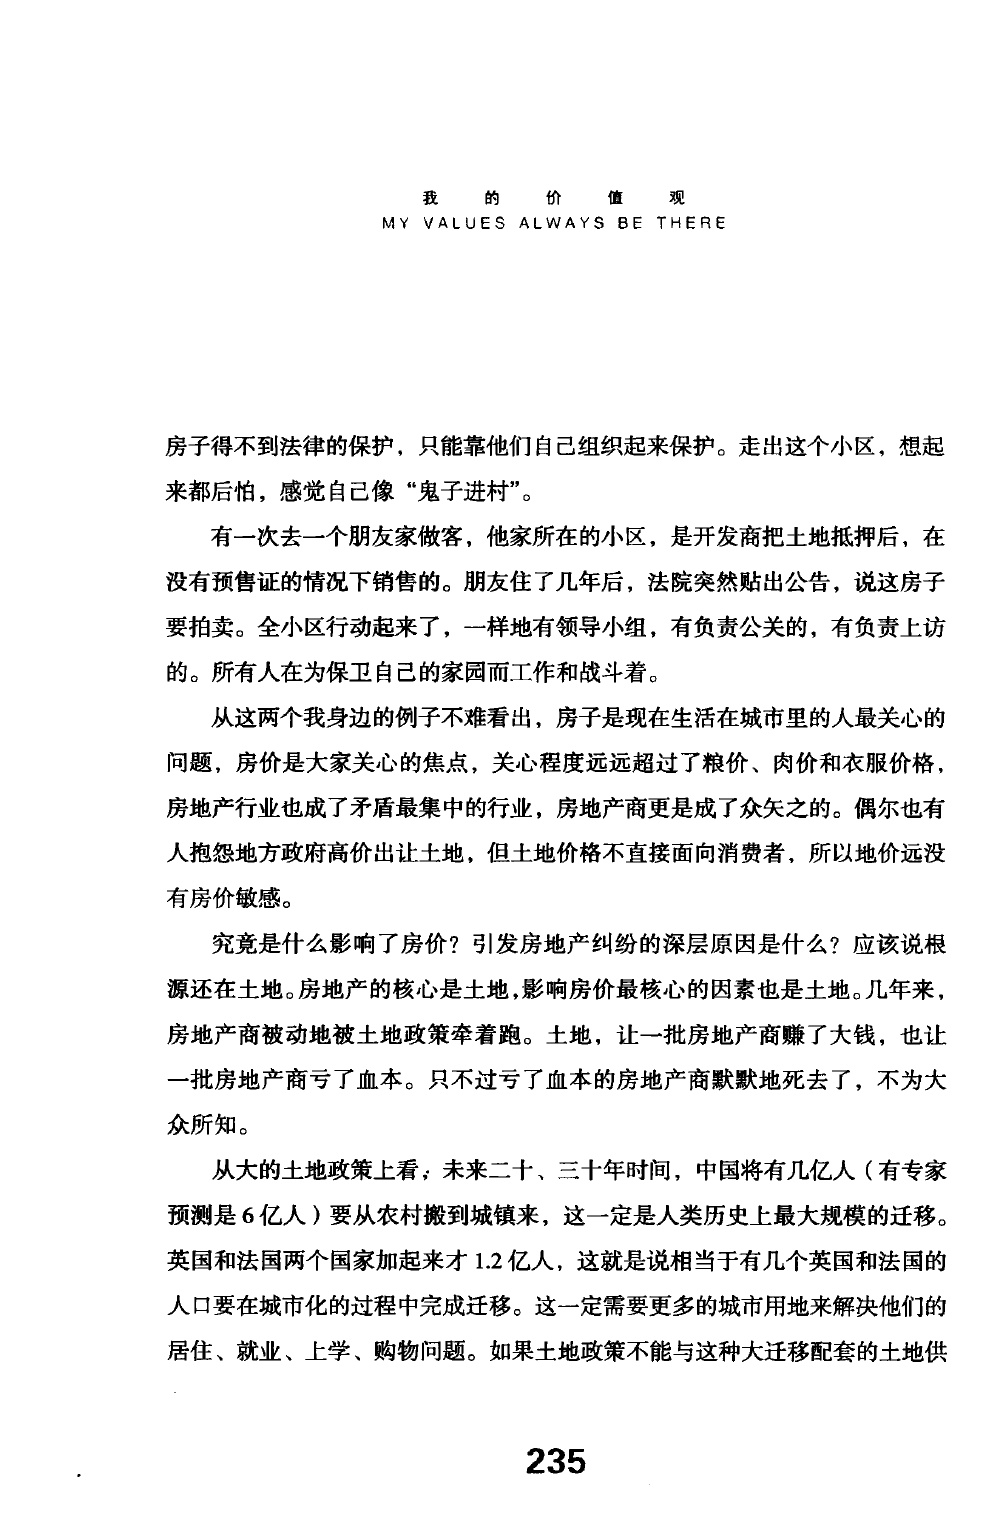 我的价值观
MY VALUES ALWAYS BE THERE
房子得不到法律的保护，只能靠他们自己组织起来保护。走出这个小区，想起
来都后怕，感觉自己像“鬼子进村”。
有一次去一个朋友家做客，他家所在的小区，是开发商把土地抵押后，在
没有预售证的情况下销售的。朋友住了几年后，法院突然贴出公告，说这房子
要拍卖。全小区行动起来了，一样地有领导小组，有负责公关的，有负责上访
的。所有人在为保卫自己的家园而工作和战斗着。
从这两个我身边的例子不难看出，房子是现在生活在城市里的人最关心的
问题，房价是大家关心的焦点，关心程度远远超过了粮价、肉价和衣服价格，
房地产行业也成了矛盾最集中的行业，房地产商更是成了众矢之的。偶尔也有
人抱怨地方政府高价出让土地，但土地价格不直接面向消费者，所以地价远没
有房价敏感。
究竟是什么影响了房价？引发房地产纠纷的深层原因是什么？应该说根
源还在土地。房地产的核心是土地，影响房价最核心的因素也是土地。几年来，
房地产商被动地被土地政策牵着跑。土地，让一批房地产商赚了大钱，也让
一批房地产商亏了血本。只不过亏了血本的房地产商默默地死去了，不为大
众所知。
从大的土地政策上看，未来二十、三十年时间，中国将有几亿人（有专家
预测是6亿人）要从农村搬到城镇来，这一定是人类历史上最大规模的迁移。
英国和法国两个国家加起来才1.2亿人，这就是说相当于有几个英国和法国的
人口要在城市化的过程中完成迁移。这一定需要更多的城市用地来解决他们的
居住、就业、上学、购物问题。如果土地政策不能与这种大迁移配套的土地供
235